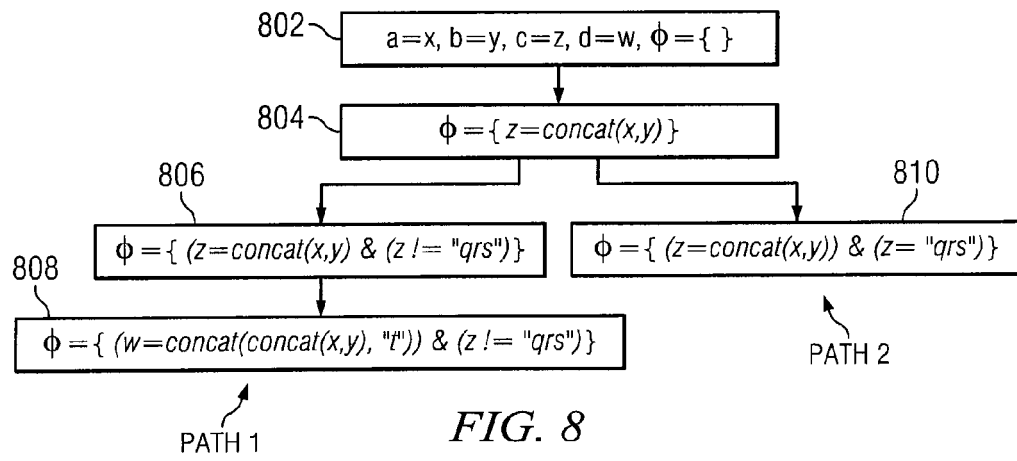 802
a=x, b=y, c=z, d=w, ϕ={ }
804
ϕ={ z=concat(x,y) }
806
ϕ={ (z=concat(x,y) & (z != "qrs") }
810
ϕ={ (z=concat(x,y)) & (z= "qrs") }
808
ϕ={ (w=concat(concat(x,y), "t")) & (z != "qrs") }
PATH 1
PATH 2
FIG. 8